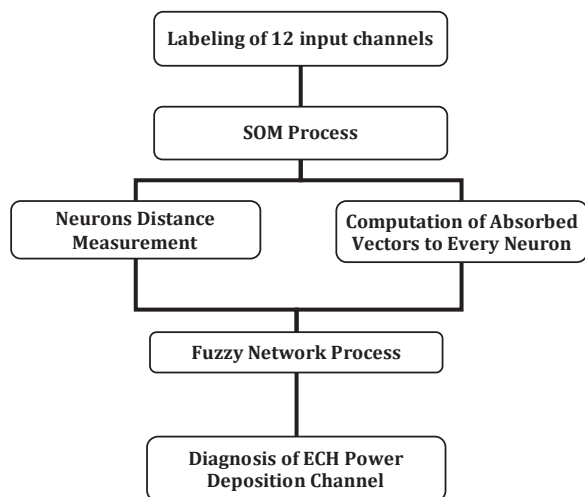 Labeling of 12 input channels
SOM Process
Neurons Distance
Measurement
Computation of Absorbed
Vectors to Every Neuron
Fuzzy Network Process
Diagnosis of ECH Power
Deposition Channel